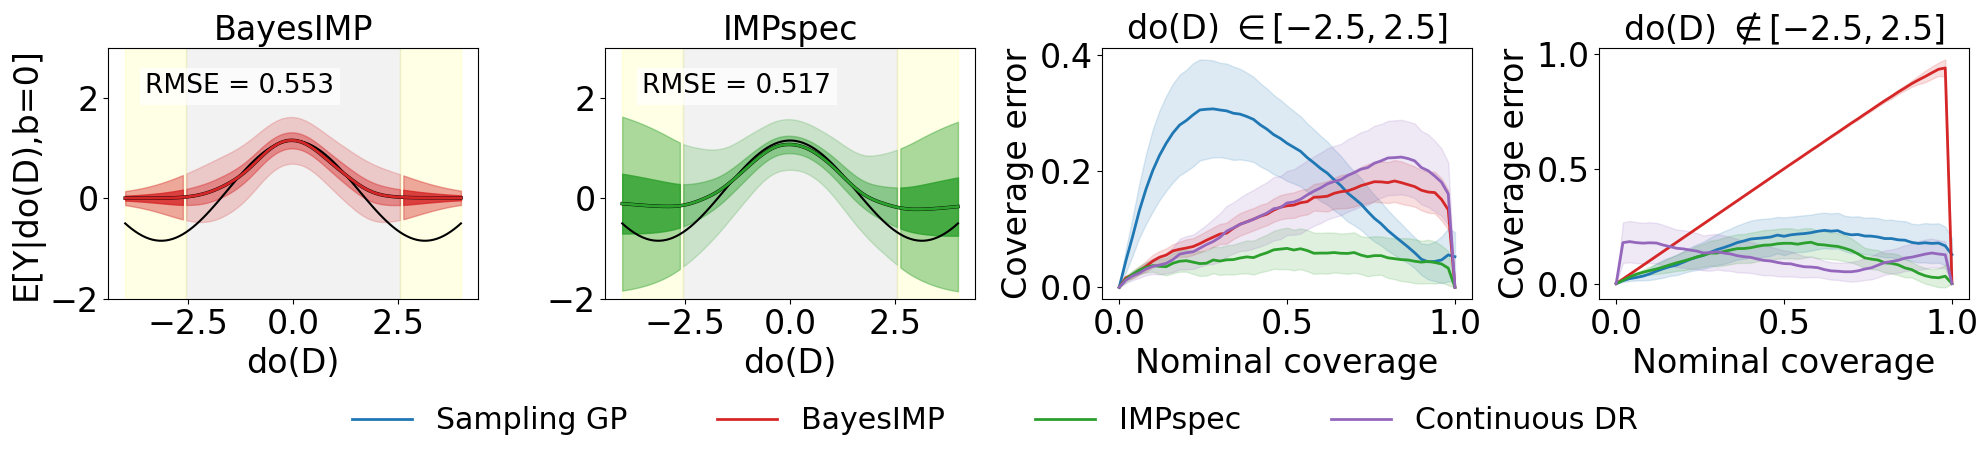 BayesIMP
IMPspec
do(D) ∈ [−2.5, 2.5]
do(D) ∉ [−2.5, 2.5]
E[Y|do(D),b=0]
RMSE = 0.553
2
0
−2
−2.5 0.0 2.5
do(D)
RMSE = 0.517
2
0
−2
−2.5 0.0 2.5
do(D)
Coverage error
0.4
0.2
0.0
0.0 0.5 1.0
Nominal coverage
Coverage error
1.0
0.5
0.0
0.0 0.5 1.0
Nominal coverage
Sampling GP BayesIMP IMPspec Continuous DR